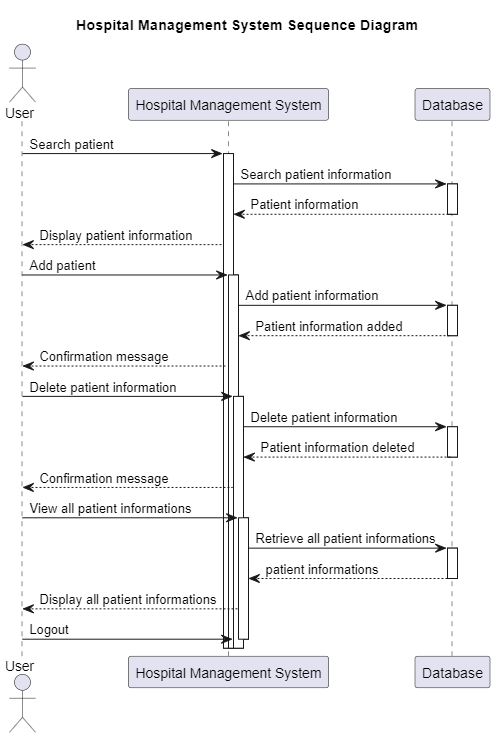 Hospital Management System Sequence Diagram
User
Hospital Management System
Database
Search patient
Search patient information
Patient information
Display patient information
Add patient
Add patient information
Patient information added
Confirmation message
Delete patient information
Delete patient information
Patient information deleted
Confirmation message
View all patient informations
Retrieve all patient informations
patient informations
Display all patient informations
Logout
User
Hospital Management System
Database